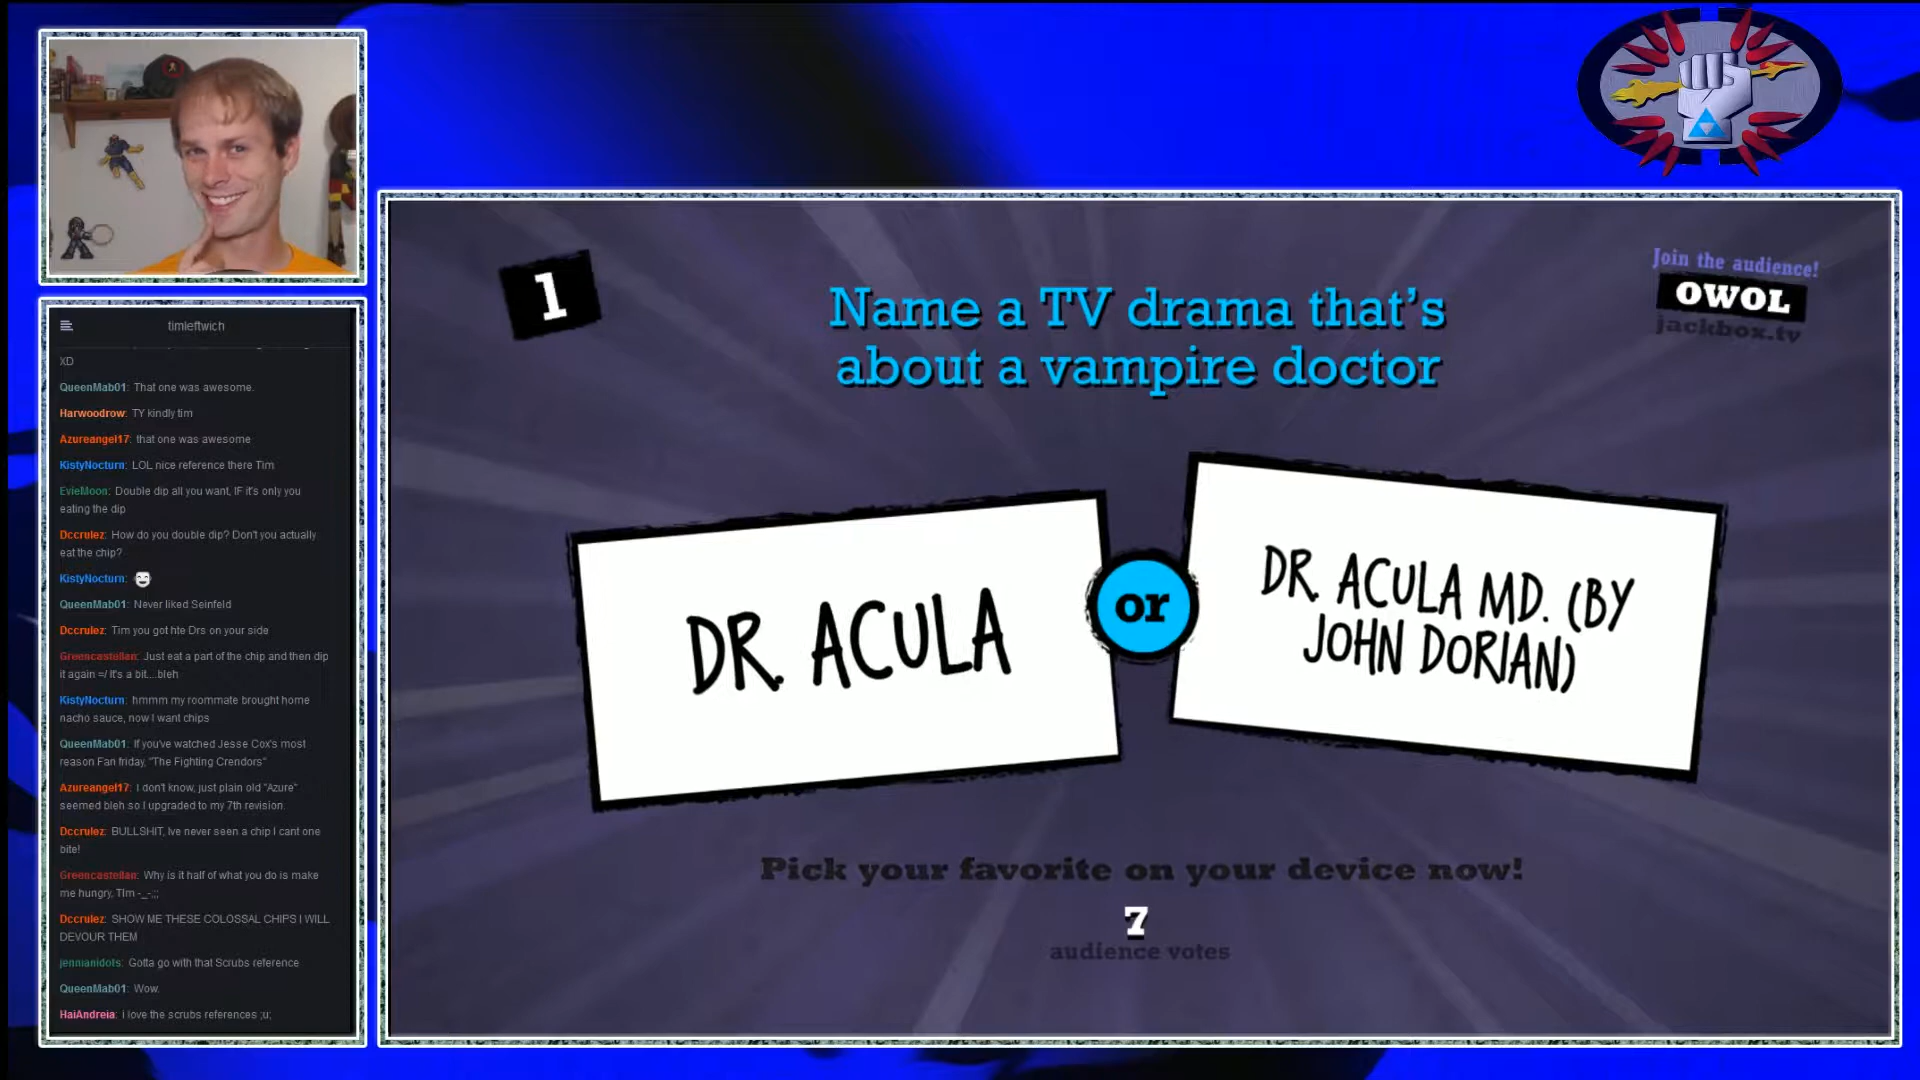 timleftwich
XD
QueenMab01: That one was awesome.
Harwoodrow: TY kindly tim
Azureangel17: that one was awesome
KistyNocturn: LOL nice reference there Tim
EvieMoon: Double dip all you want, IF it's only you
eating the dip
Dccrulez: How do you double dip? Don't you actually
eat the chip?
KistyNocturn:
QueenMab01: Never liked Seinfeld
Dccrulez: Tim you got hte Drs on your side
Greencastellan: Just eat a part of the chip and then dip
it again =/ It's a bit....bleh
KistyNocturn: hmmm my roommate brought home
nacho sauce, now I want chips
QueenMab01: If you've watched Jesse Cox's most
reason Fan friday, "The Fighting Crendors"
Azureangel17: I don't know, just plain old "Azure"
seemed bleh so I upgraded to my 7th revision.
Dccrulez: BULLSHIT, Ive never seen a chip I cant one
bite!
Greencastellan: Why is it half of what you do is make
me hungry, TIm -_-;;;
Dccrulez: SHOW ME THESE COLOSSAL CHIPS I WILL
DEVOUR THEM
jenmanidots: Gotta go with that Scrubs reference
QueenMab01: Wow.
HaiAndreia: i love the scrubs references ;u;
1
Name a TV drama that's
about a vampire doctor
Join the audience!
OWOL
jackbox.tv
DR. ACULA
or
DR. ACULA MD. (BY
JOHN DORIAN)
Pick your favorite on your device now!
7
audience votes